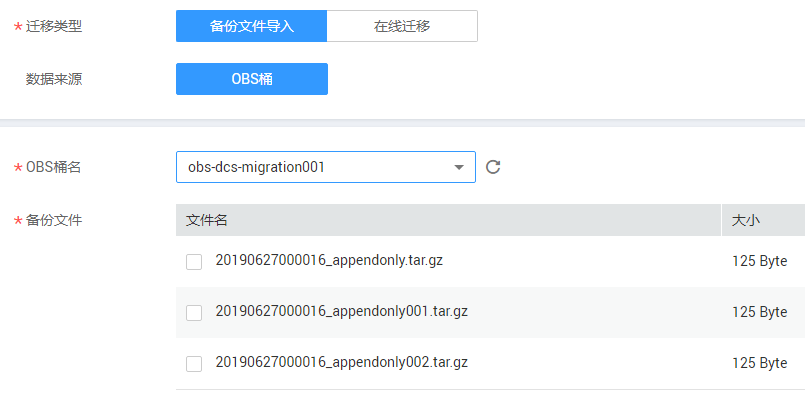 * 迁移类型 备份文件导入 在线迁移
数据来源 OBS桶
* OBS桶名 obs-dcs-migration001
* 备份文件 文件名 大小
20190627000016_appendonly.tar.gz 125 Byte
20190627000016_appendonly001.tar.gz 125 Byte
20190627000016_appendonly002.tar.gz 125 Byte